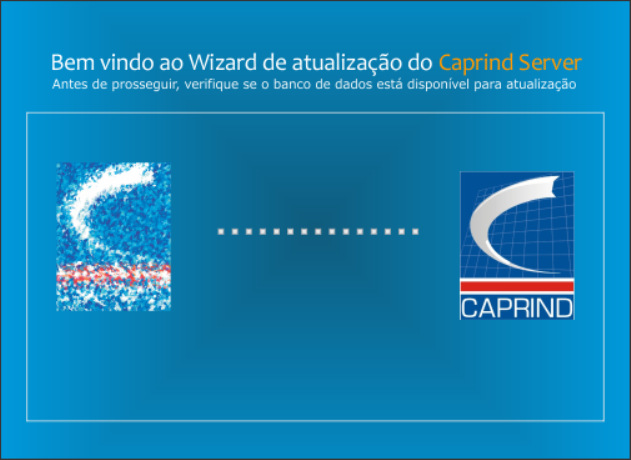 Bem vindo ao Wizard de atualização do Caprind Server
Antes de prosseguir, verifique se o banco de dados está disponível para atualização
CAPRIND